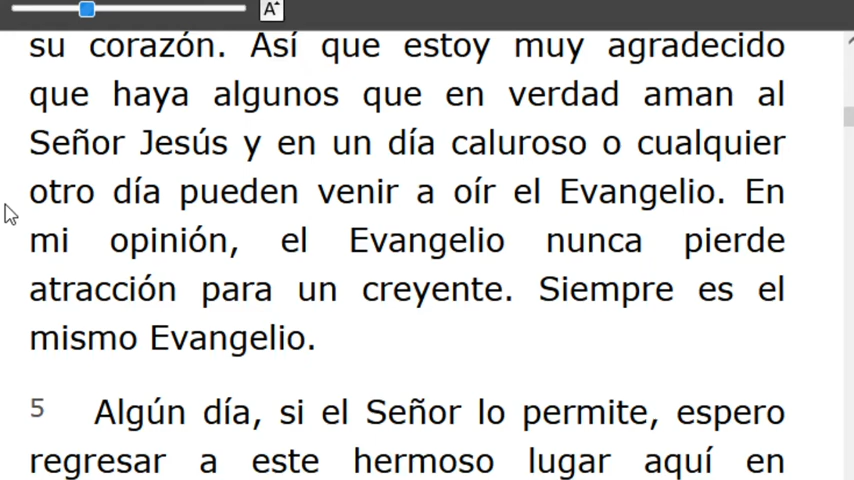 A
su corazón. Así que estoy muy agradecido
que haya algunos que en verdad aman al
Señor Jesús y en un día caluroso o cualquier
otro día pueden venir a oír el Evangelio. En
mi opinión, el Evangelio nunca pierde
atracción para un creyente. Siempre es el
mismo Evangelio.
5 Algún día, si el Señor lo permite, espero
regresar a este hermoso lugar aquí en